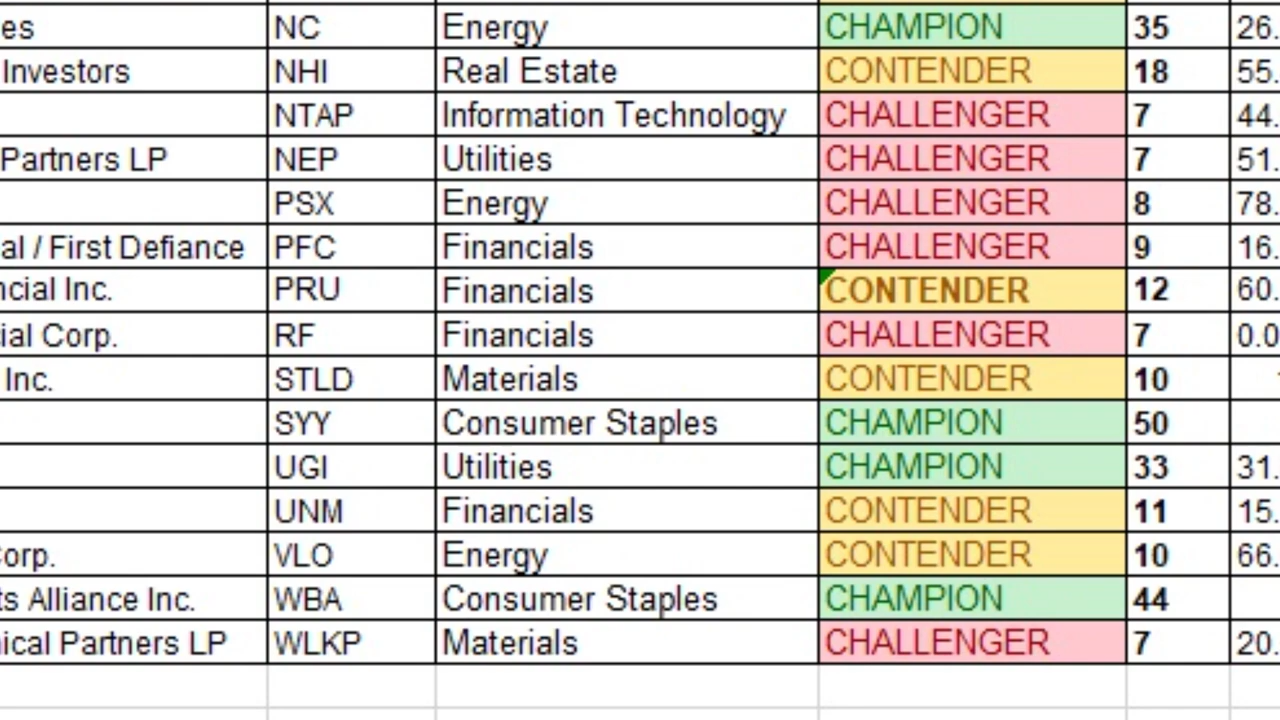 es NC Energy CHAMPION 35 26.
Investors NHI Real Estate CONTENDER 18 55.
NTAP Information Technology CHALLENGER 7 44.
Partners LP NEP Utilities CHALLENGER 7 51.
PSX Energy CHALLENGER 8 78.
al / First Defiance PFC Financials CHALLENGER 9 16.
ncial Inc. PRU Financials CONTENDER 12 60.
ial Corp. RF Financials CHALLENGER 7 0.0
Inc. STLD Materials CONTENDER 10
SYY Consumer Staples CHAMPION 50
UGI Utilities CHAMPION 33 31.
UNM Financials CONTENDER 11 15.
Corp. VLO Energy CONTENDER 10 66.
ts Alliance Inc. WBA Consumer Staples CHAMPION 44
ical Partners LP WLKP Materials CHALLENGER 7 20.